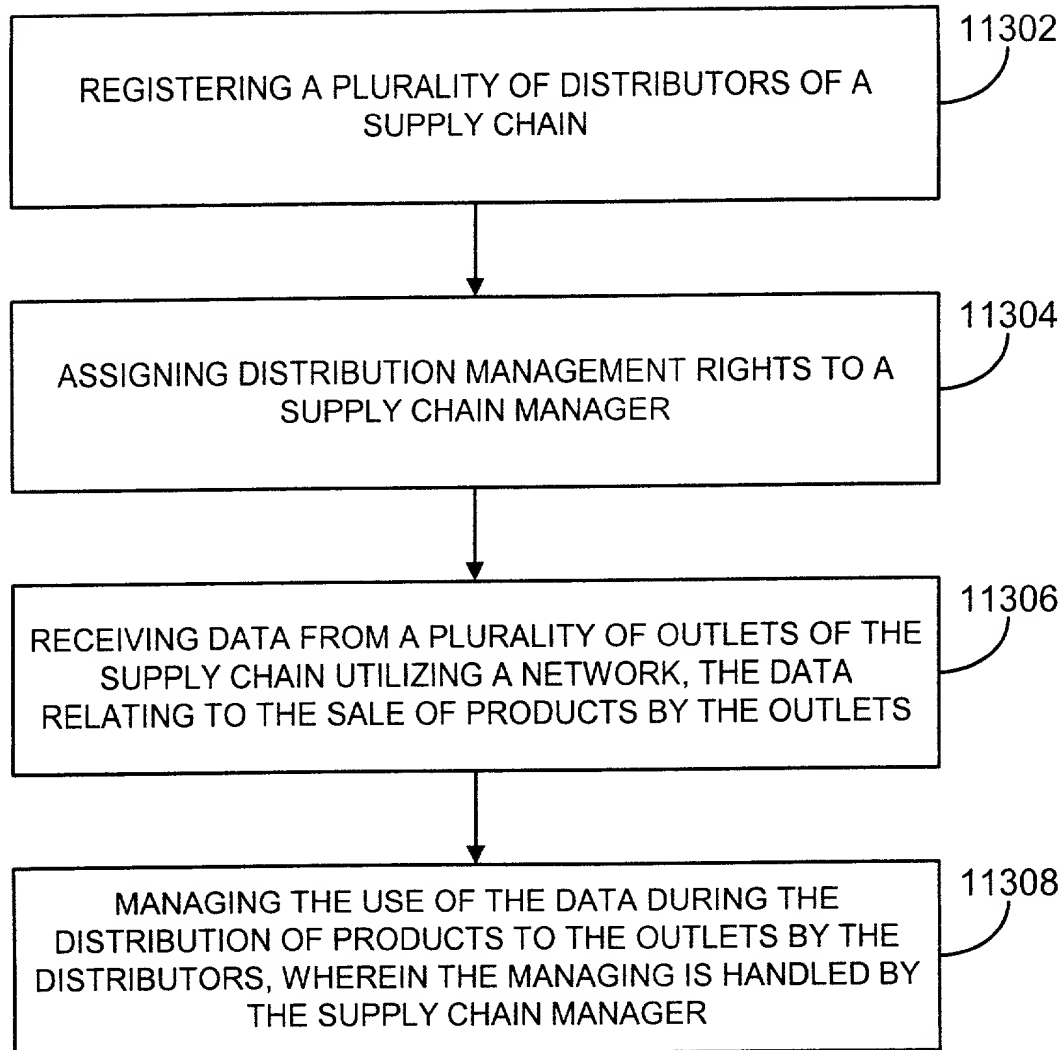 11302
REGISTERING A PLURALITY OF DISTRIBUTORS OF A
SUPPLY CHAIN
11304
ASSIGNING DISTRIBUTION MANAGEMENT RIGHTS TO A
SUPPLY CHAIN MANAGER
11306
RECEIVING DATA FROM A PLURALITY OF OUTLETS OF THE
SUPPLY CHAIN UTILIZING A NETWORK, THE DATA
RELATING TO THE SALE OF PRODUCTS BY THE OUTLETS
11308
MANAGING THE USE OF THE DATA DURING THE
DISTRIBUTION OF PRODUCTS TO THE OUTLETS BY THE
DISTRIBUTORS, WHEREIN THE MANAGING IS HANDLED BY
THE SUPPLY CHAIN MANAGER